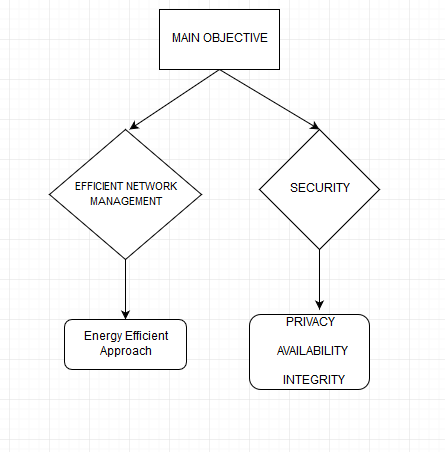 MAIN OBJECTIVE
EFFICIENT NETWORK
MANAGEMENT
SECURITY
Energy Efficient
Approach
PRIVACY
AVAILABILITY
INTEGRITY